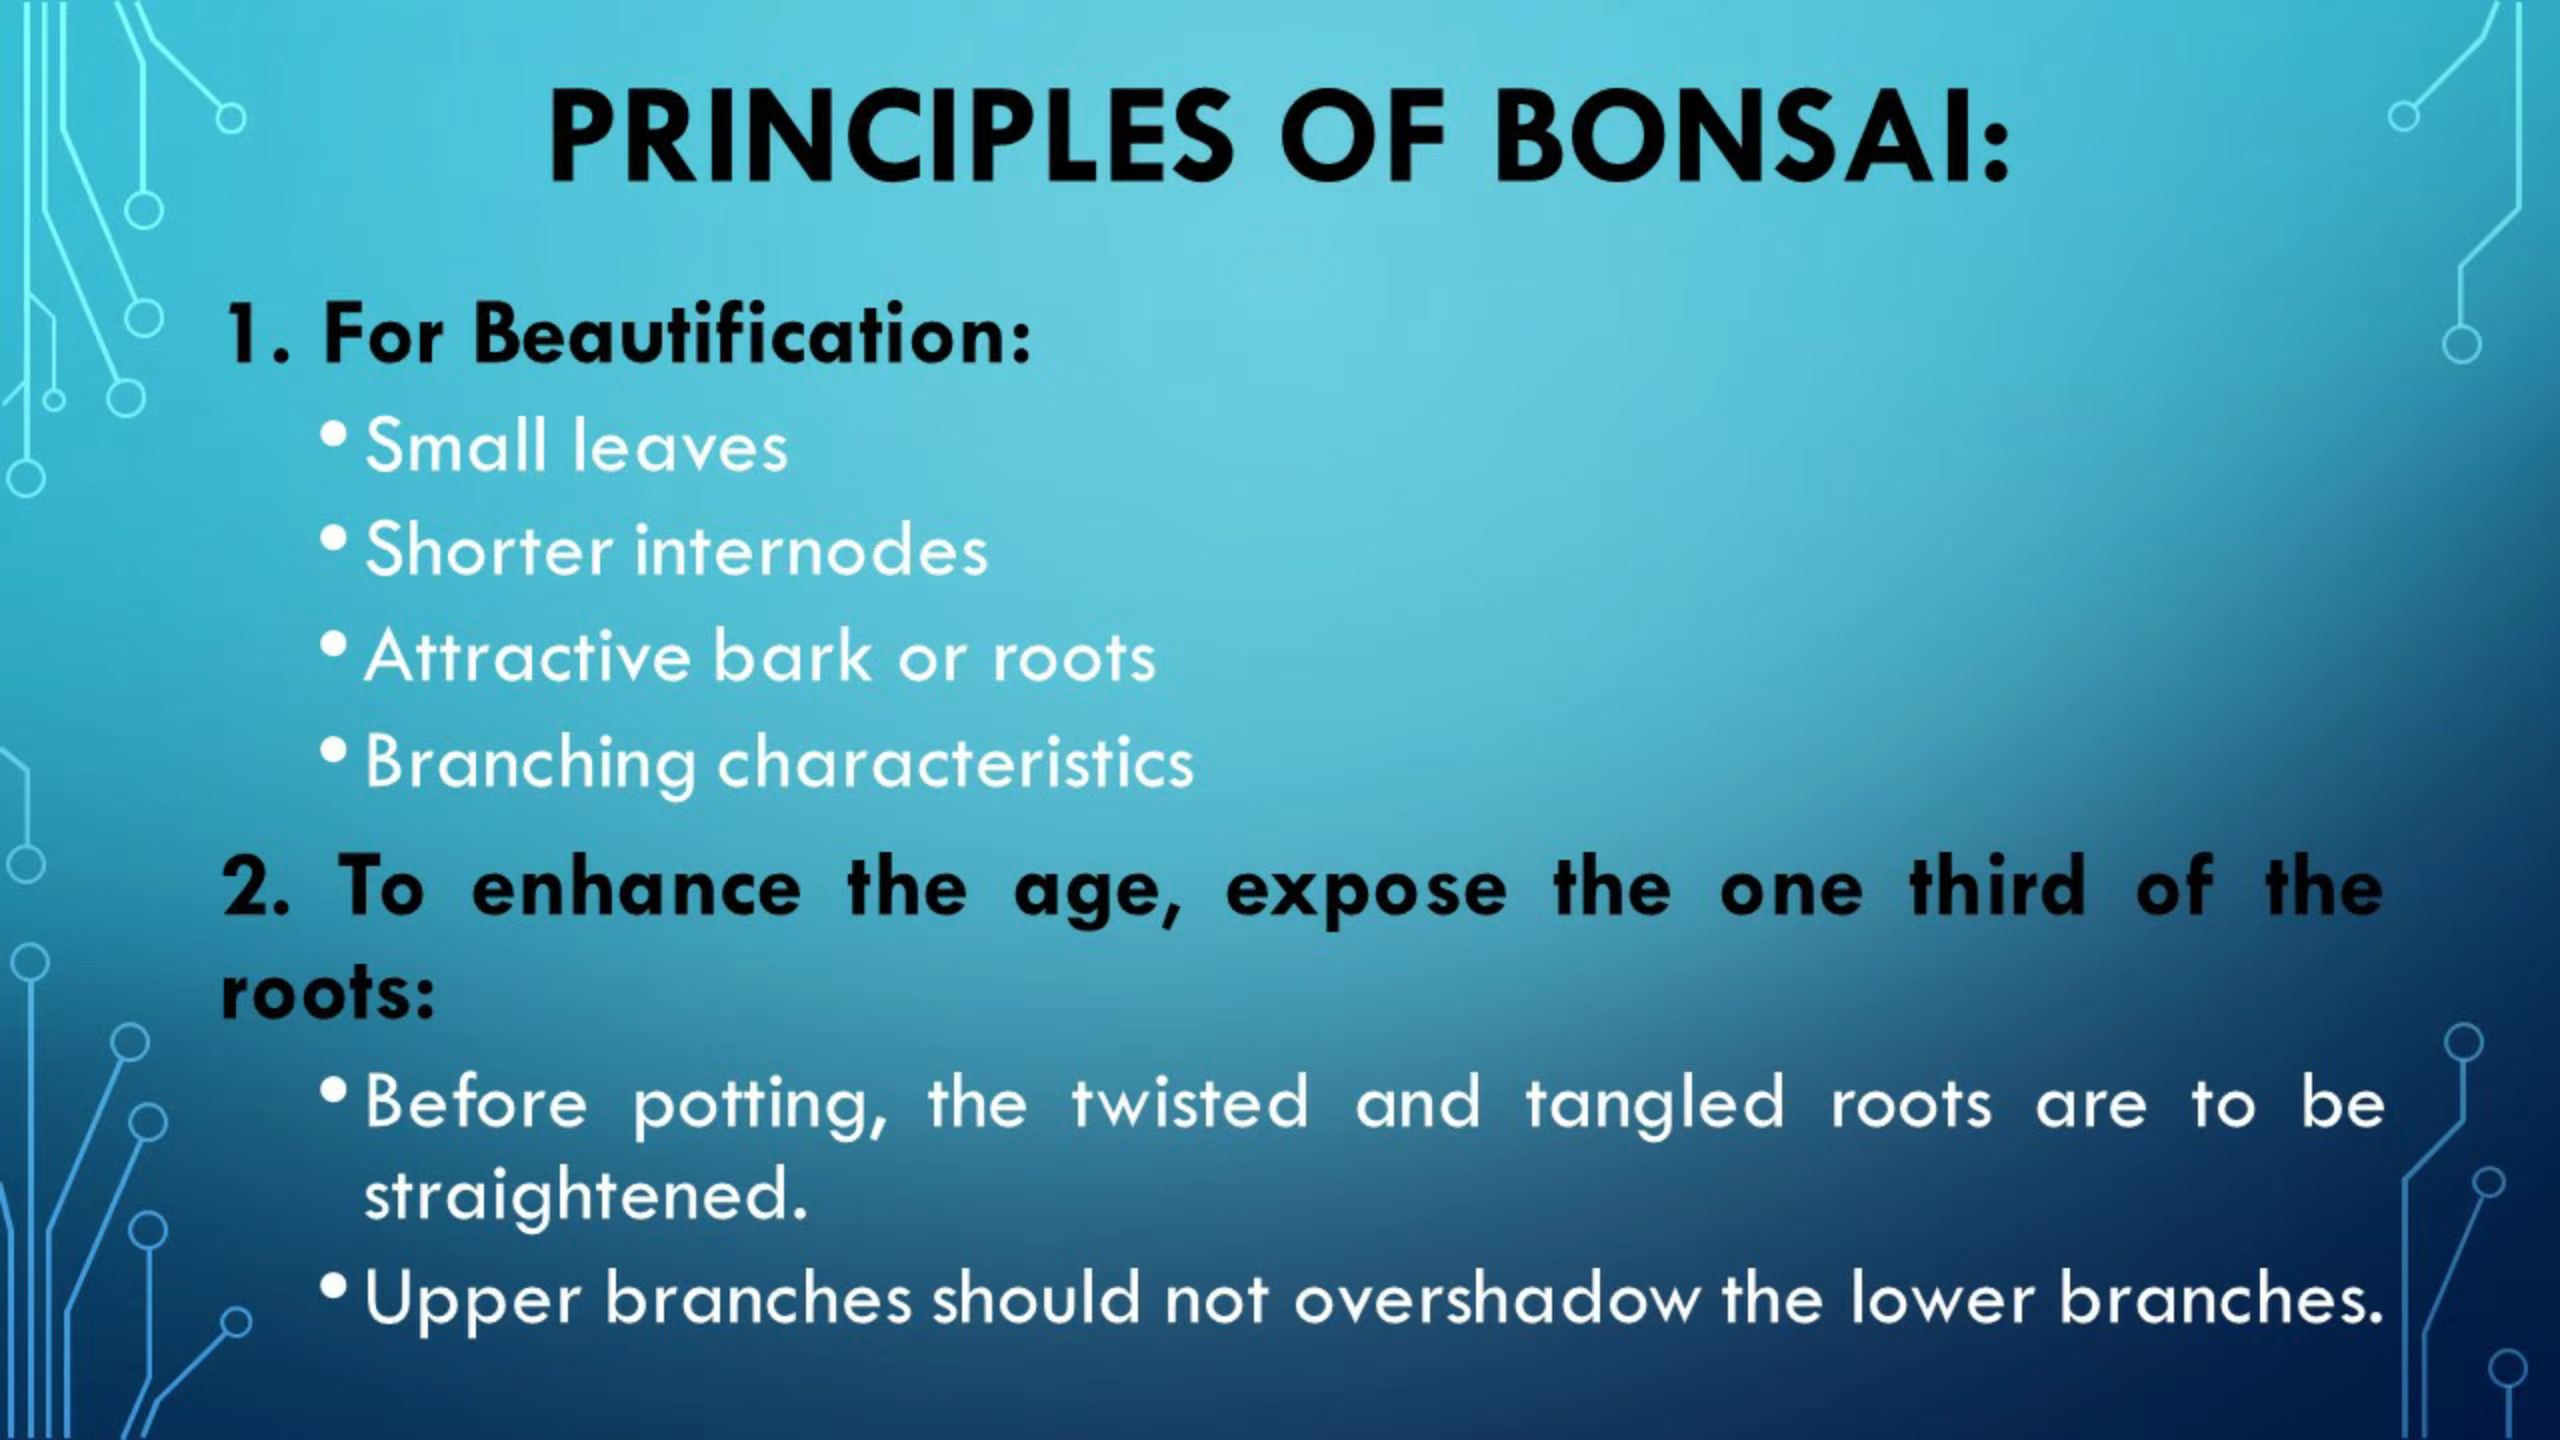 PRINCIPLES OF BONSAI:
1. For Beautification:
• Small leaves
• Shorter internodes
• Attractive bark or roots
• Branching characteristics
2. To enhance the age, expose the one third of the
roots:
• Before potting, the twisted and tangled roots are to be
straightened.
• Upper branches should not overshadow the lower branches.